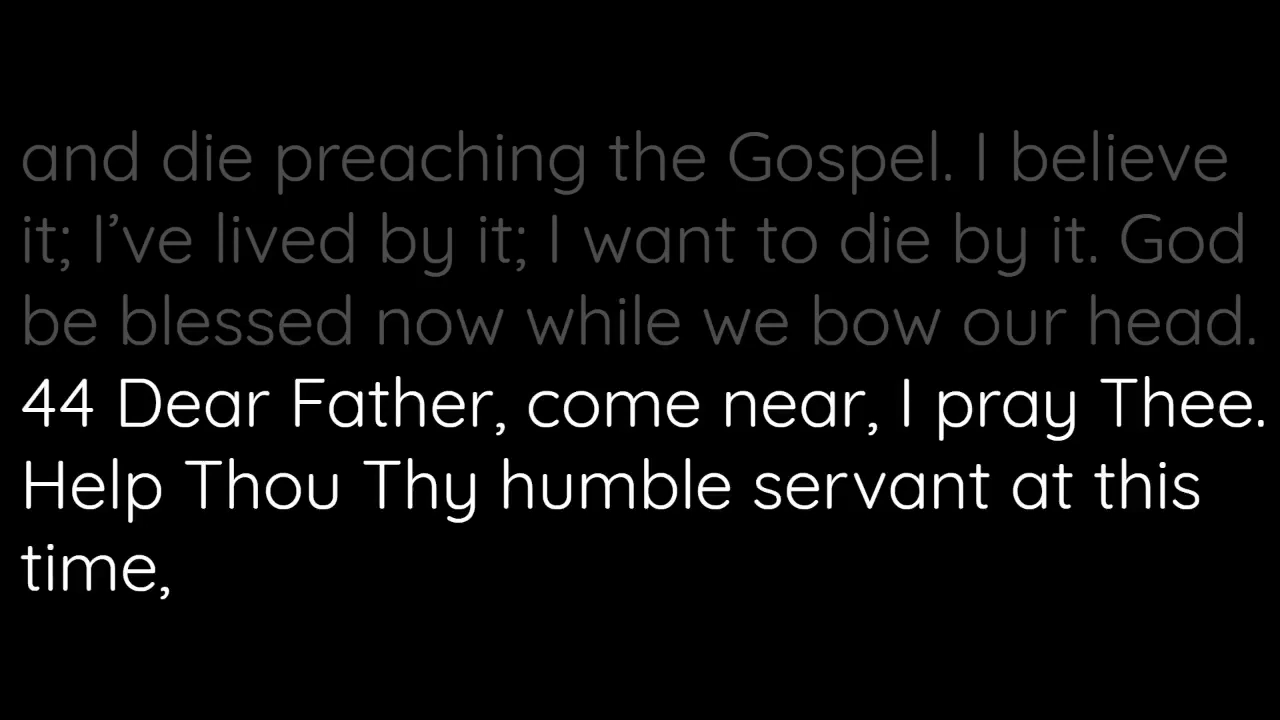 and die preaching the Gospel. I believe
it; I’ve lived by it; I want to die by it. God
be blessed now while we bow our head.
44 Dear Father, come near, I pray Thee.
Help Thou Thy humble servant at this
time,